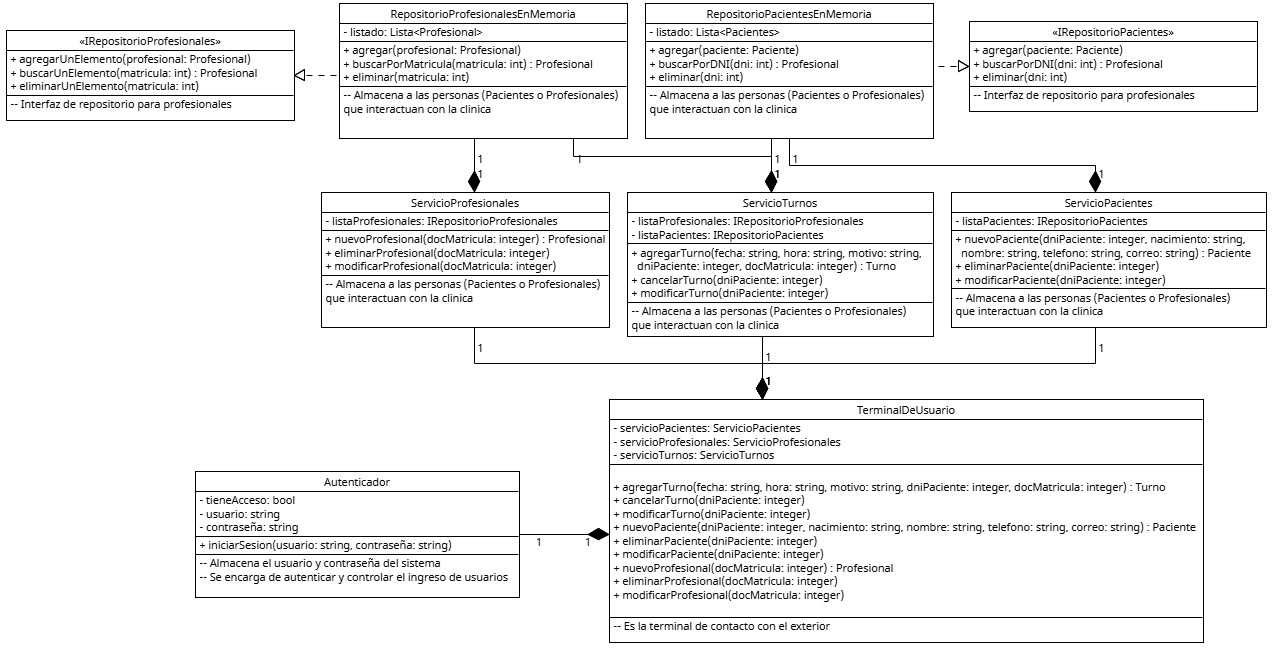 «IRepositorioProfesionales»
+ agregarUnElemento(profesional: Profesional)
+ buscarUnElemento(matricula: int) : Profesional
+ eliminarUnElemento(matricula: int)
-- Interfaz de repositorio para profesionales
RepositorioProfesionalesEnMemoria
- listado: Lista<Profesional>
+ agregar(profesional: Profesional)
+ buscarPorMatricula(matricula: int) : Profesional
+ eliminar(matricula: int)
-- Almacena a las personas (Pacientes o Profesionales)
que interactuan con la clinica
RepositorioPacientesEnMemoria
- listado: Lista<Pacientes>
+ agregar(paciente: Paciente)
+ buscarPorDNI(dni: int) : Profesional
+ eliminar(dni: int)
-- Almacena a las personas (Pacientes o Profesionales)
que interactuan con la clinica
«IRepositorioPacientes»
+ agregar(paciente: Paciente)
+ buscarPorDNI(dni: int) : Profesional
+ eliminar(dni: int)
-- Interfaz de repositorio para profesionales
1
1
1
1
1
1
1
ServicioProfesionales
- listaProfesionales: IRepositorioProfesionales
+ nuevoProfesional(docMatricula: integer) : Profesional
+ eliminarProfesional(docMatricula: integer)
+ modificarProfesional(docMatricula: integer)
-- Almacena a las personas (Pacientes o Profesionales)
que interactuan con la clinica
ServicioTurnos
- listaProfesionales: IRepositorioProfesionales
- listaPacientes: IRepositorioPacientes
+ agregarTurno(fecha: string, hora: string, motivo: string,
dniPaciente: integer, docMatricula: integer) : Turno
+ cancelarTurno(dniPaciente: integer)
+ modificarTurno(dniPaciente: integer)
-- Almacena a las personas (Pacientes o Profesionales)
que interactuan con la clinica
ServicioPacientes
- listaPacientes: IRepositorioPacientes
+ nuevoPaciente(dniPaciente: integer, nacimiento: string,
nombre: string, telefono: string, correo: string) : Paciente
+ eliminarPaciente(dniPaciente: integer)
+ modificarPaciente(dniPaciente: integer)
-- Almacena a las personas (Pacientes o Profesionales)
que interactuan con la clinica
1
1
1
1
TerminalDeUsuario
- servicioPacientes: ServicioPacientes
- servicioProfesionales: ServicioProfesionales
- servicioTurnos: ServicioTurnos
+ agregarTurno(fecha: string, hora: string, motivo: string, dniPaciente: integer, docMatricula: integer) : Turno
+ cancelarTurno(dniPaciente: integer)
+ modificarTurno(dniPaciente: integer)
+ nuevoPaciente(dniPaciente: integer, nacimiento: string, nombre: string, telefono: string, correo: string) : Paciente
+ eliminarPaciente(dniPaciente: integer)
+ modificarPaciente(dniPaciente: integer)
+ nuevoProfesional(docMatricula: integer) : Profesional
+ eliminarProfesional(docMatricula: integer)
+ modificarProfesional(docMatricula: integer)
-- Es la terminal de contacto con el exterior
Autenticador
- tieneAcceso: bool
- usuario: string
- contraseña: string
+ iniciarSesion(usuario: string, contraseña: string)
-- Almacena el usuario y contraseña del sistema
-- Se encarga de autenticar y controlar el ingreso de usuarios
1
1